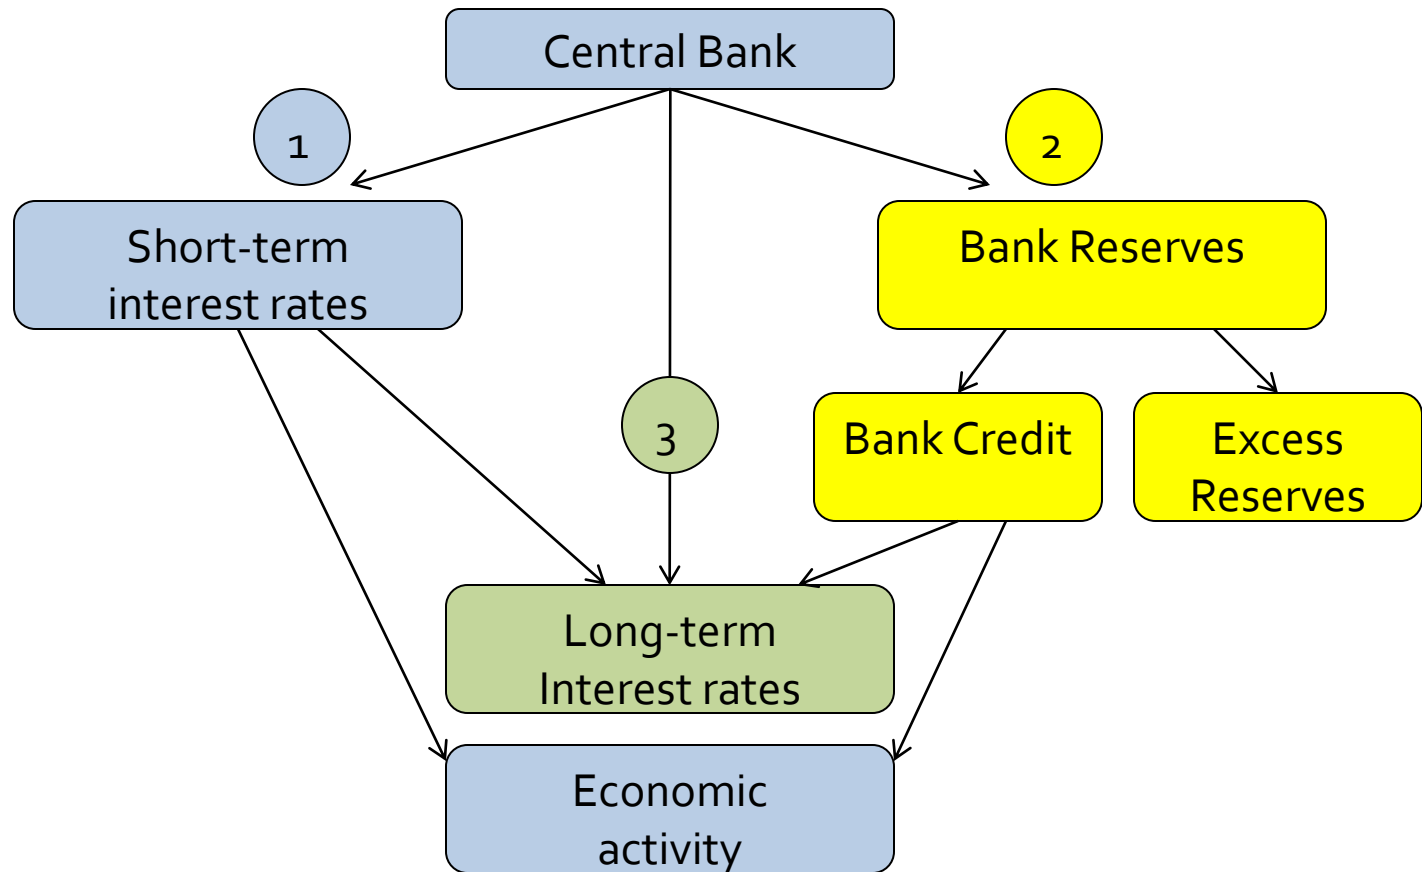 Central Bank
1
2
Short-term
interest rates
Bank Reserves
3
Bank Credit
Excess
Reserves
Long-term
Interest rates
Economic
activity